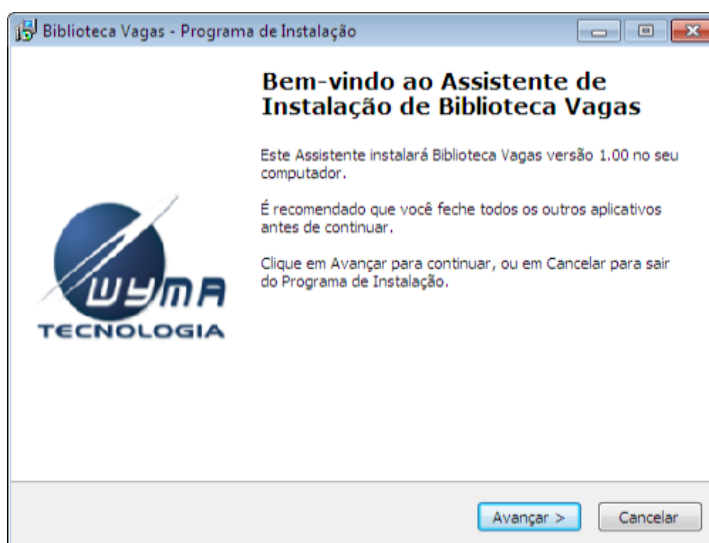 Biblioteca Vagas - Programa de Instalação
Bem-vindo ao Assistente de
Instalação de Biblioteca Vagas
Este Assistente instalará Biblioteca Vagas versão 1.00 no seu
computador.
É recomendado que você feche todos os outros aplicativos
antes de continuar.
Clique em Avançar para continuar, ou em Cancelar para sair
do Programa de Instalação.
WYMA
TECNOLOGIA
Avançar >
Cancelar